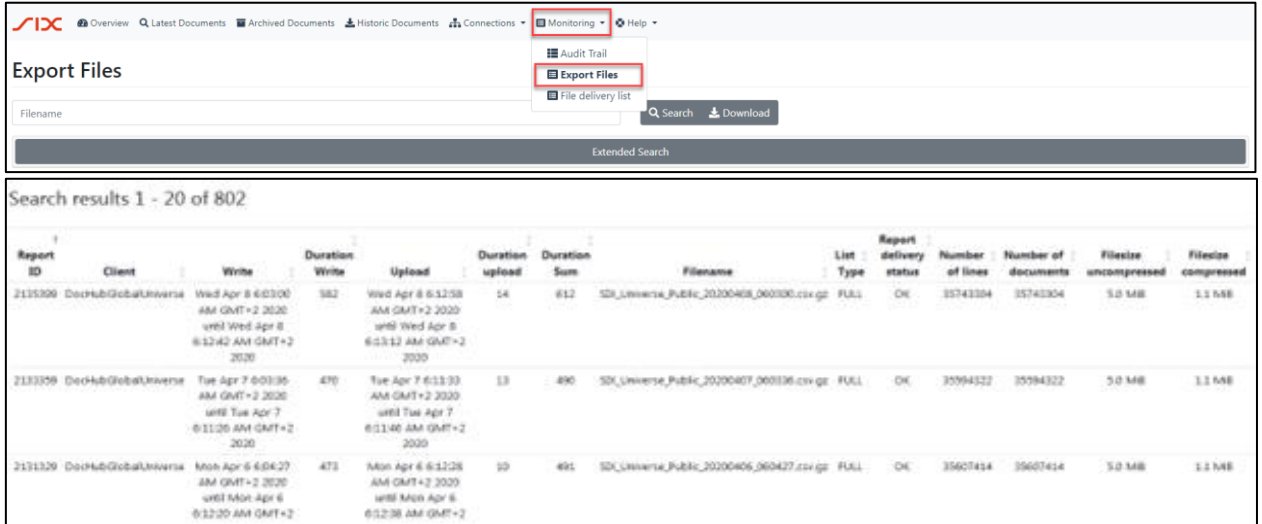 SIX Overview Latest Documents Archived Documents Historic Documents Connections Monitoring Help
Audit Trail
Export Files
Export Files
File delivery list
Filename
Search Download
Extended Search
Search results 1 - 20 of 802
Report ID Client Write Duration Write Upload Duration upload Duration Sum Filename List Type Report delivery status Number of lines Number of documents Filesize uncompressed Filesize compressed
DocHubGlobalUniverse Wed Apr 8 6:03:00 582 Wed Apr 8 6:12:58 14 612 SDI_Universe_Public_20200408_060300.csv.gz FULL OK 35743304 35743304 5.0 MiB 1.1 MiB
AM GMT+2 2020 AM GMT+2 2020
until Wed Apr 8 until Wed Apr 8
6:12:42 AM GMT+2 6:13:12 AM GMT+2
2020 2020
DocHubGlobalUniverse Tue Apr 7 6:03:36 470 Tue Apr 7 6:11:33 13 490 SDI_Universe_Public_20200407_060336.csv.gz FULL OK 35594322 35594322 5.0 MiB 1.1 MiB
AM GMT+2 2020 AM GMT+2 2020
until Tue Apr 7 until Tue Apr 7
6:11:26 AM GMT+2 6:11:46 AM GMT+2
2020 2020
2131329 DocHubGlobalUniverse Mon Apr 6 6:04:27 473 Mon Apr 6 6:12:28 10 491 SDI_Universe_Public_20200406_060427.csv.gz FULL OK 35607414 35607414 5.0 MiB 1.1 MiB
AM GMT+2 2020 AM GMT+2 2020
until Mon Apr 6 until Mon Apr 6
6:12:20 AM GMT+2 6:12:38 AM GMT+2